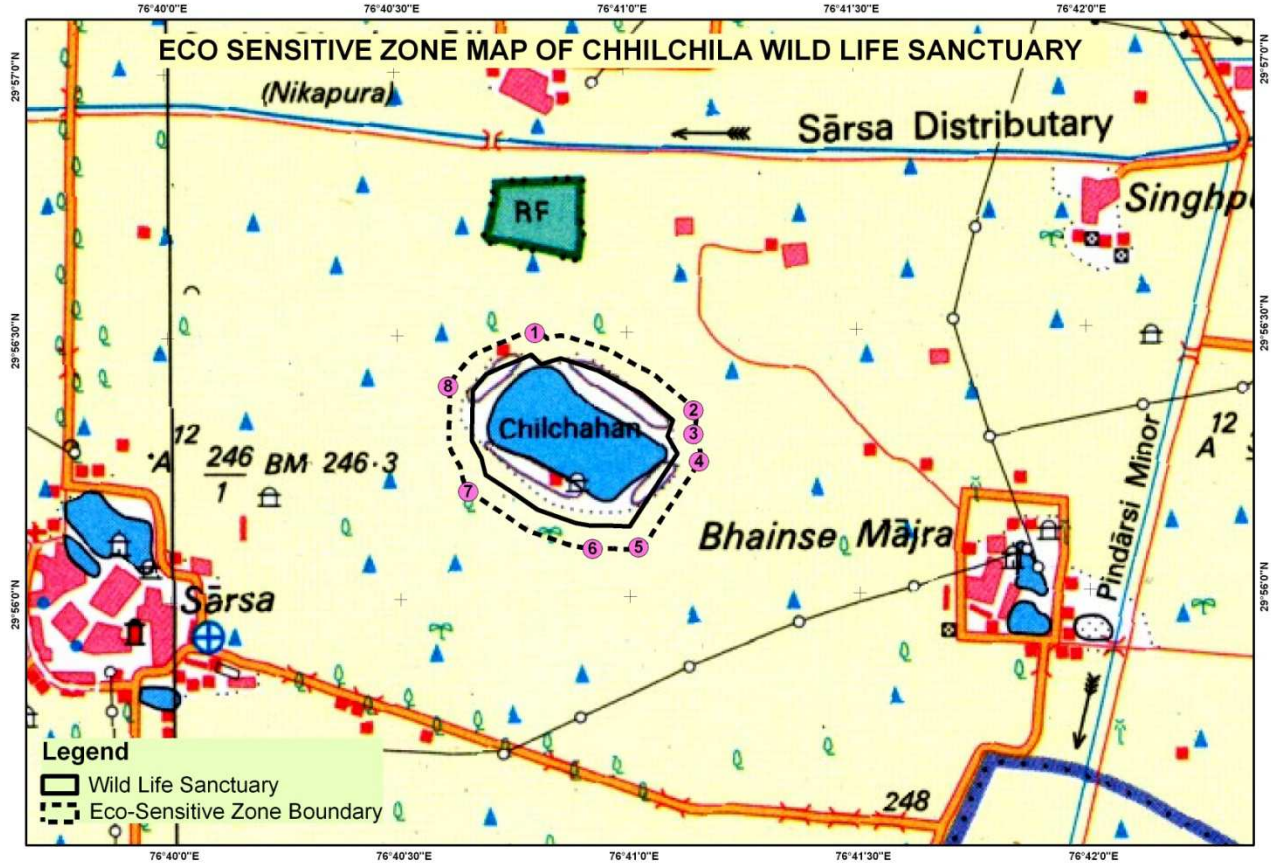 76°40'0"E 76°40'30"E 76°41'0"E 76°41'30"E 76°42'0"E
ECO SENSITIVE ZONE MAP OF CHHILCHILA WILD LIFE SANCTUARY
29°57'0"N 29°57'0"N
(Nikapura)
Sārsa Distributary
RF
Singhpu
29°56'30"N 29°56'30"N
1
8
2
Chilchahan
3
4
12
A 246/1 BM 246·3
12
A
7
Pindārsi Minor
Bhainse Mājra
6 5
29°56'0"N 29°56'0"N
Sārsa
248
Legend
Wild Life Sanctuary
Eco-Sensitive Zone Boundary
76°40'0"E 76°40'30"E 76°41'0"E 76°41'30"E 76°42'0"E